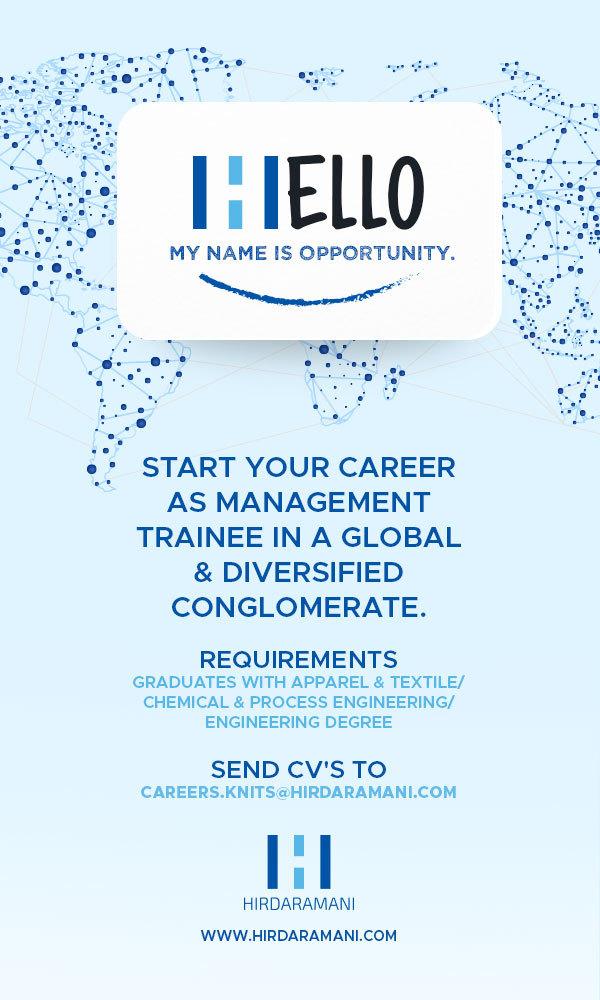 HELLO
MY NAME IS OPPORTUNITY.
START YOUR CAREER
AS MANAGEMENT
TRAINEE IN A GLOBAL
& DIVERSIFIED
CONGLOMERATE.
REQUIREMENTS
GRADUATES WITH APPAREL & TEXTILE/
CHEMICAL & PROCESS ENGINEERING/
ENGINEERING DEGREE
SEND CV'S TO
CAREERS.KNITS@HIRDARAMANI.COM
HIRDARAMANI
WWW.HIRDARAMANI.COM